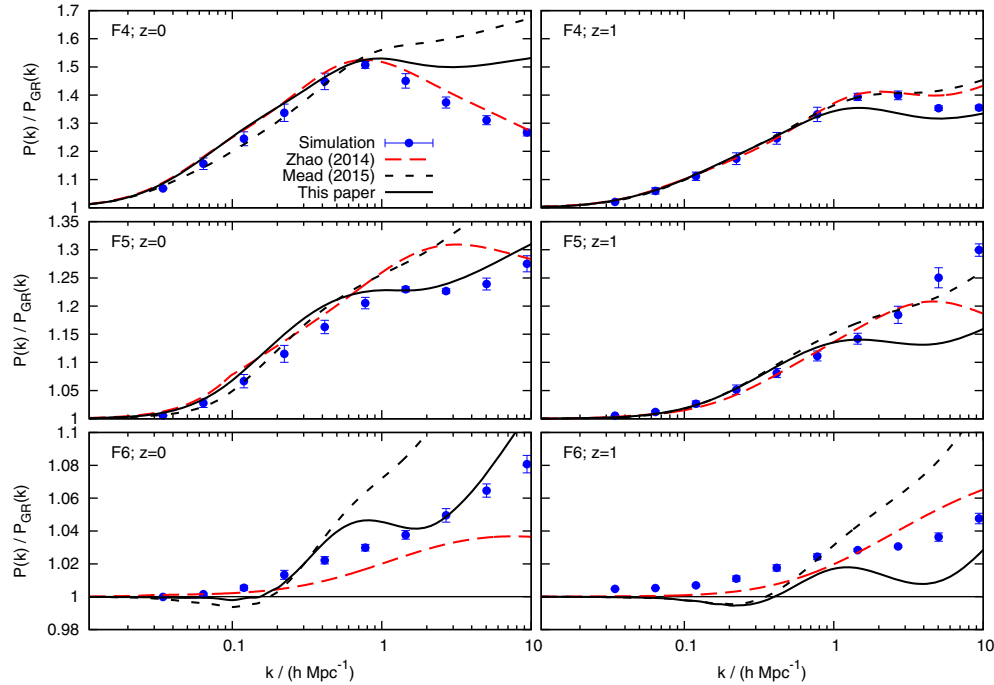 F4; z=0
F4; z=1
1.7
1.6
1.5
1.4
1.3
1.2
1.1
1
P(k) / P_GR(k)
Simulation
Zhao (2014)
Mead (2015)
This paper
F5; z=0
F5; z=1
1.35
1.3
1.25
1.2
1.15
1.1
1.05
1
P(k) / P_GR(k)
F6; z=0
F6; z=1
1.1
1.08
1.06
1.04
1.02
1
0.98
P(k) / P_GR(k)
0.1 1 10
0.1 1 10
k / (h Mpc⁻¹)
k / (h Mpc⁻¹)